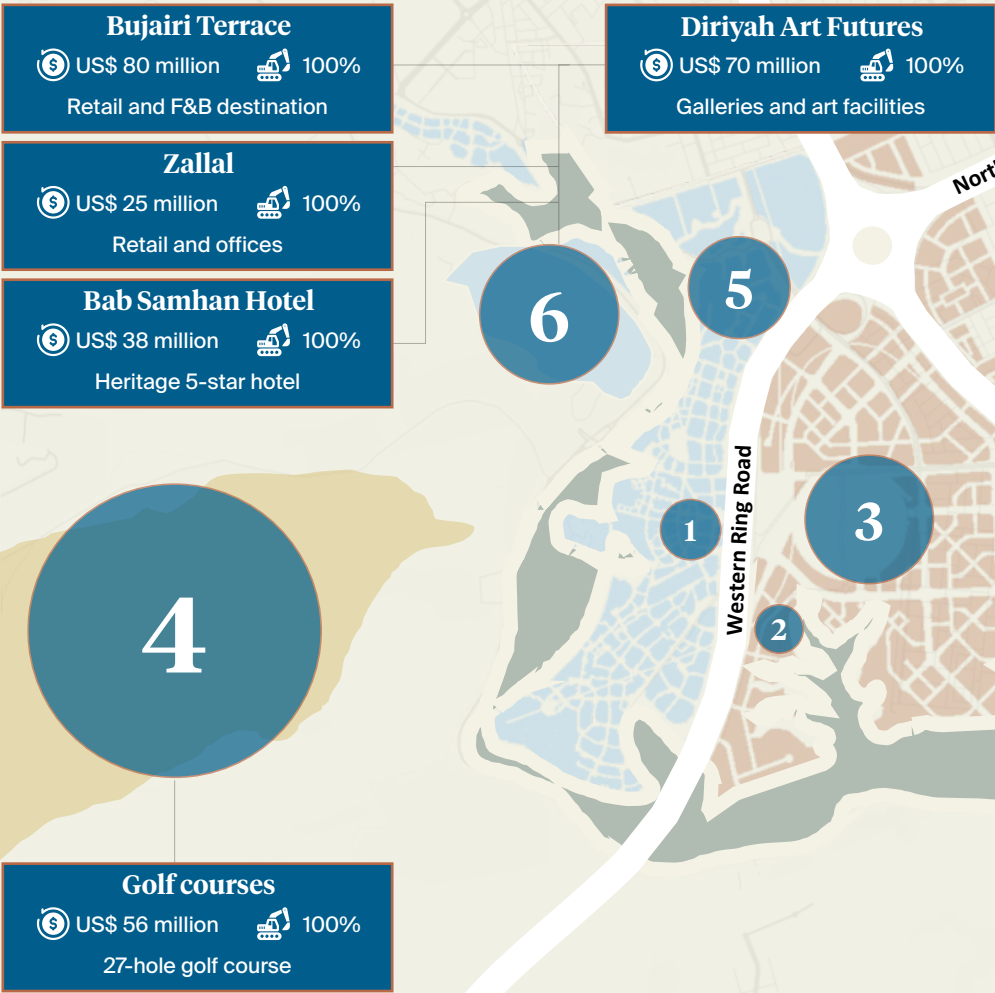 Bujairi Terrace
US$ 80 million 100%
Retail and F&B destination
Diriyah Art Futures
US$ 70 million 100%
Galleries and art facilities
Zallal
US$ 25 million 100%
Retail and offices
Bab Samhan Hotel
US$ 38 million 100%
Heritage 5-star hotel
6
5
4
1
3
2
Western Ring Road
Golf courses
US$ 56 million 100%
27-hole golf course